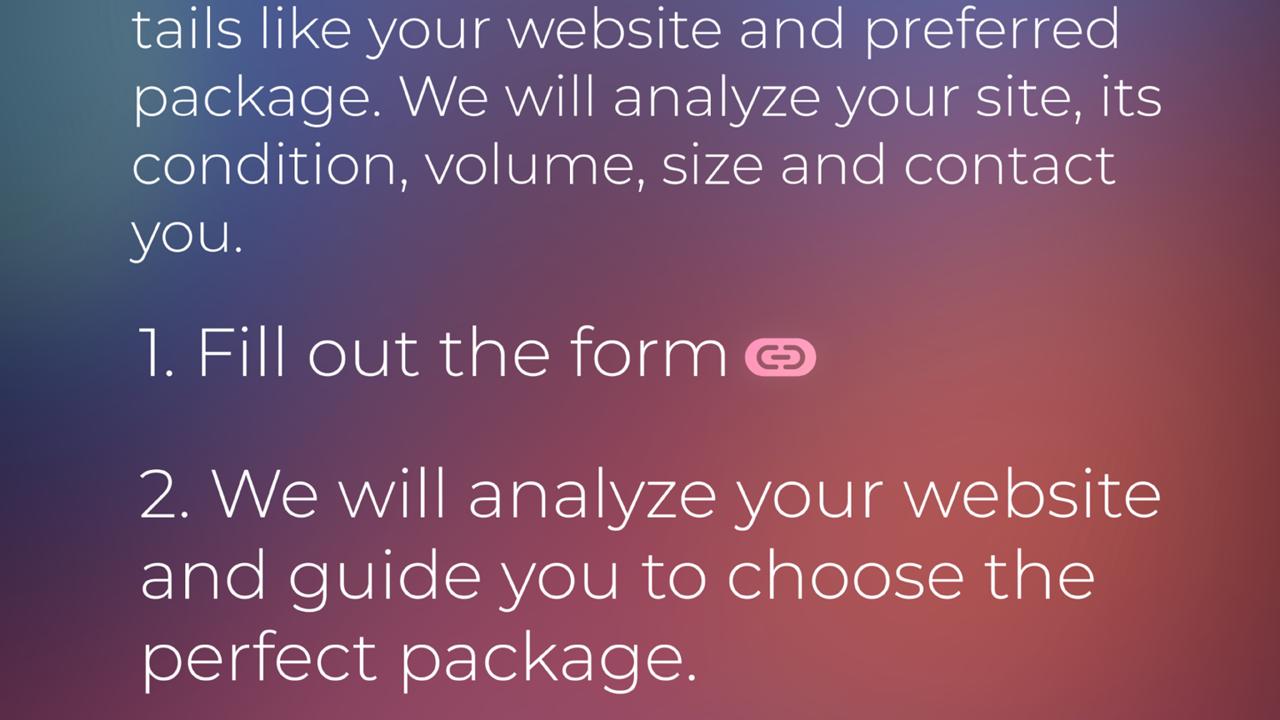 tails like your website and preferred
package. We will analyze your site, its
condition, volume, size and contact
you.
1. Fill out the form
2. We will analyze your website
and guide you to choose the
perfect package.